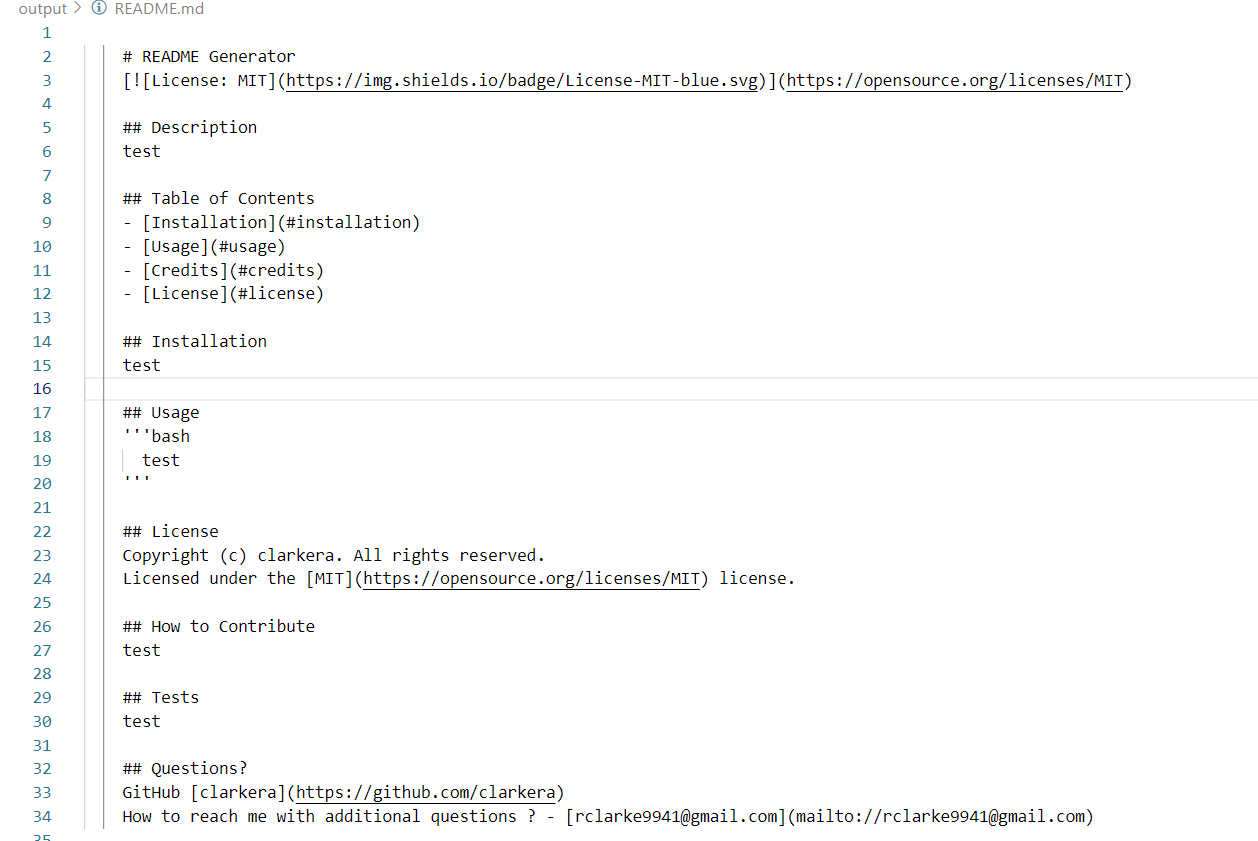 output > README.md
1
2 # README Generator
3 [![License: MIT](https://img.shields.io/badge/License-MIT-blue.svg)](https://opensource.org/licenses/MIT)
4
5 ## Description
6 test
7
8 ## Table of Contents
9 - [Installation](#installation)
10 - [Usage](#usage)
11 - [Credits](#credits)
12 - [License](#license)
13
14 ## Installation
15 test
16
17 ## Usage
18 '''bash
19 test
20 '''
21
22 ## License
23 Copyright (c) clarkera. All rights reserved.
24 Licensed under the [MIT](https://opensource.org/licenses/MIT) license.
25
26 ## How to Contribute
27 test
28
29 ## Tests
30 test
31
32 ## Questions?
33 GitHub [clarkera](https://github.com/clarkera)
34 How to reach me with additional questions ? - [rclarke9941@gmail.com](mailto://rclarke9941@gmail.com)
35